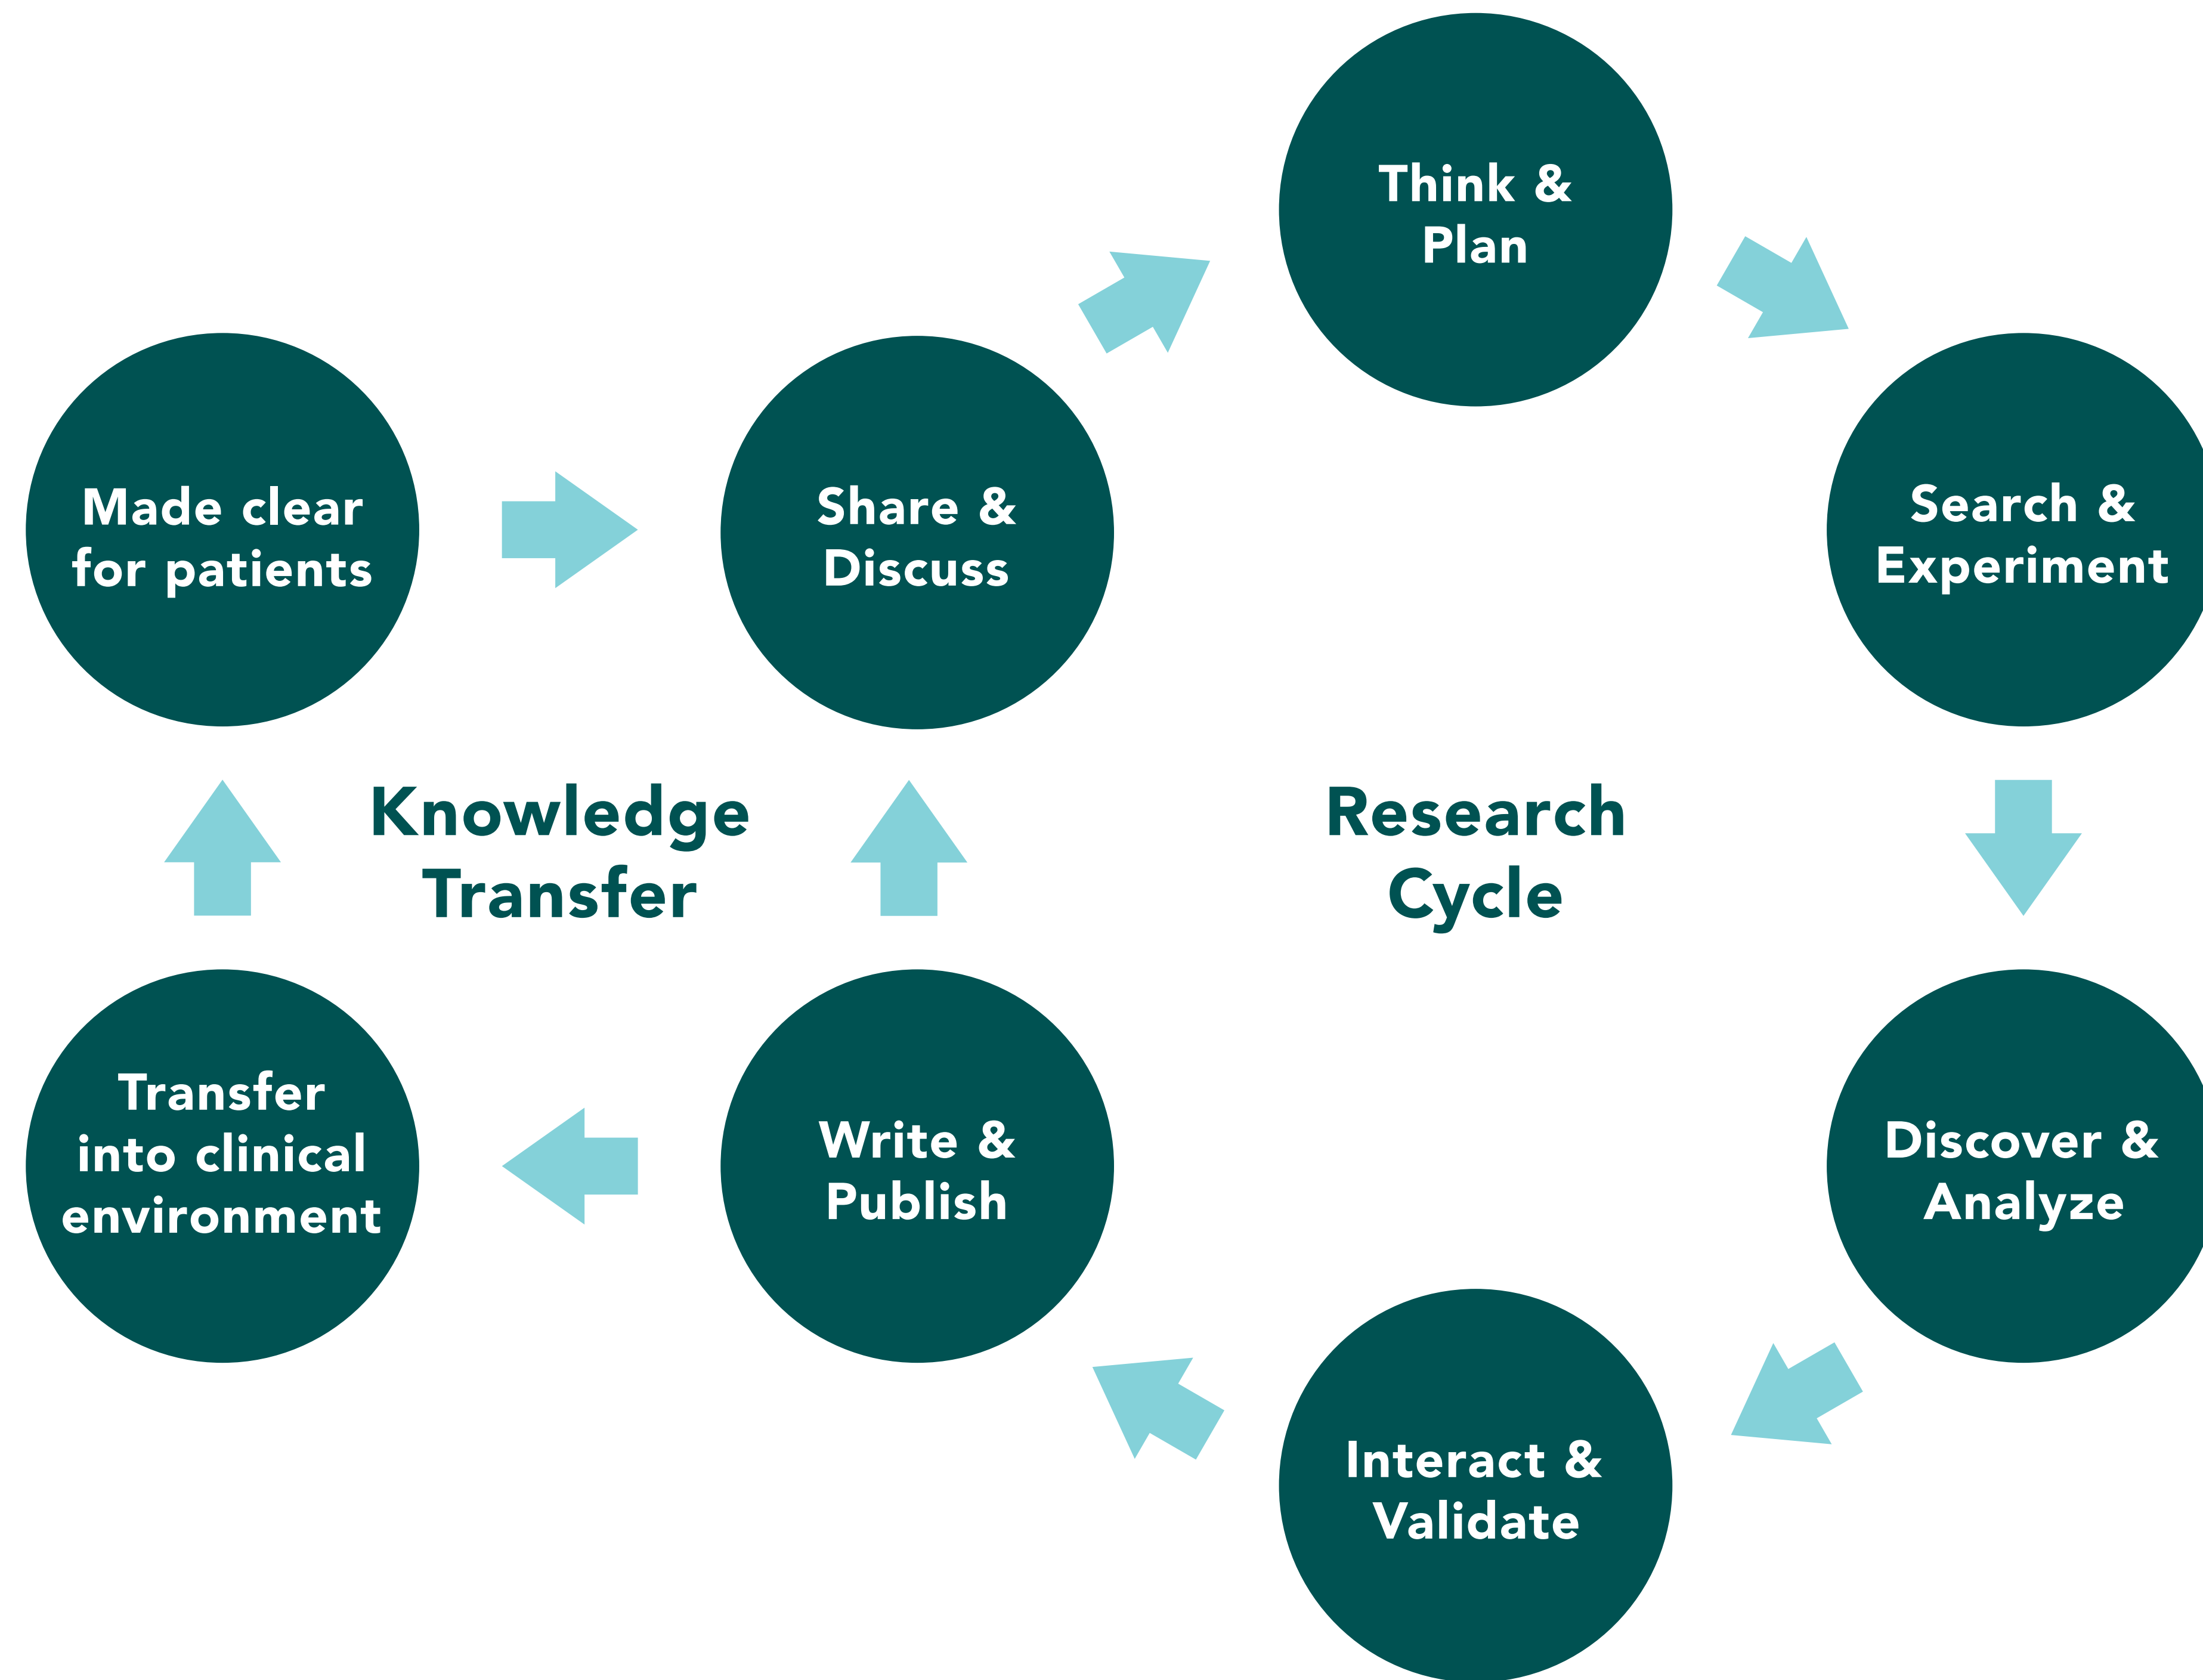 Think &
Plan
Made clear
for patients
Share &
Discuss
Search &
Experiment
Knowledge
Transfer
Research
Cycle
Transfer
into clinical
environment
Write &
Publish
Discover &
Analyze
Interact &
Validate